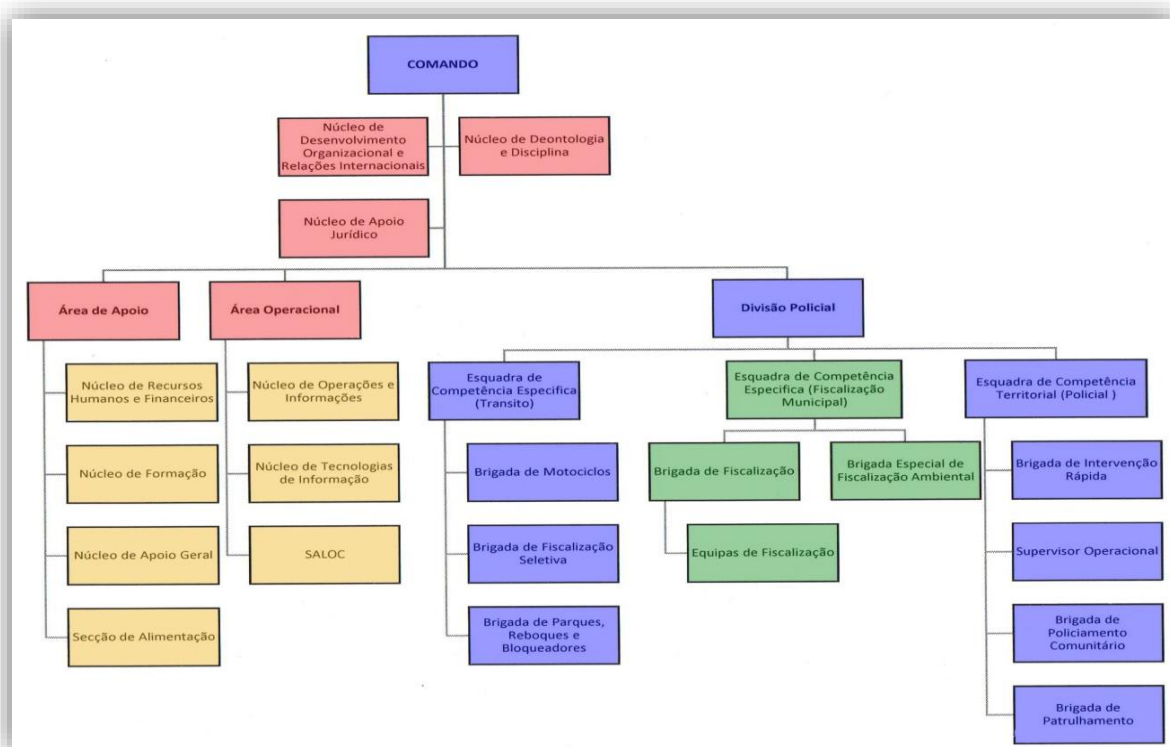 COMANDO
Núcleo de
Desenvolvimento
Organizacional e
Relações Internacionais
Núcleo de Deontologia
e Disciplina
Núcleo de Apoio
Jurídico
Área de Apoio
Área Operacional
Divisão Policial
Núcleo de Recursos
Humanos e Financeiros
Núcleo de Formação
Núcleo de Apoio Geral
Secção de Alimentação
Núcleo de Operações e
Informações
Núcleo de Tecnologias
de Informação
SALOC
Esquadra de
Competência Especifica
(Transito)
Brigada de Motociclos
Brigada de Fiscalização
Seletiva
Brigada de Parques,
Reboques e
Bloqueadores
Esquadra de Competência
Especifica (Fiscalização
Municipal)
Brigada de Fiscalização
Equipas de Fiscalização
Brigada Especial de
Fiscalização Ambiental
Esquadra de Competência
Territorial (Policial )
Brigada de Intervenção
Rápida
Supervisor Operacional
Brigada de
Policiamento
Comunitário
Brigada de
Patrulhamento